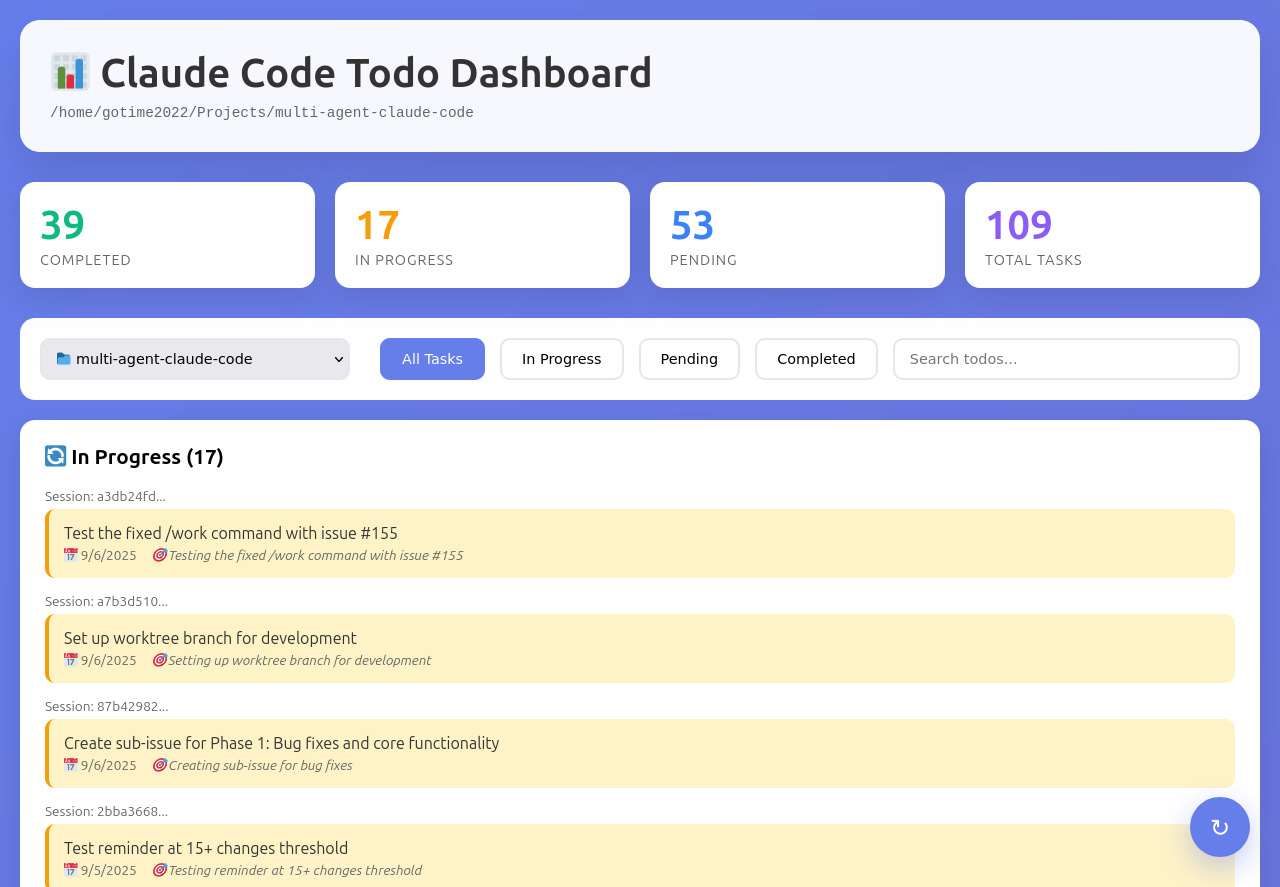 Claude Code Todo Dashboard
/home/gotime2022/Projects/multi-agent-claude-code
39
COMPLETED
17
IN PROGRESS
53
PENDING
109
TOTAL TASKS
multi-agent-claude-code
All Tasks
In Progress
Pending
Completed
Search todos...
In Progress (17)
Session: a3db24fd...
Test the fixed /work command with issue #155
9/6/2025 Testing the fixed /work command with issue #155
Session: a7b3d510...
Set up worktree branch for development
9/6/2025 Setting up worktree branch for development
Session: 87b42982...
Create sub-issue for Phase 1: Bug fixes and core functionality
9/6/2025 Creating sub-issue for bug fixes
Session: 2bba3668...
Test reminder at 15+ changes threshold
9/5/2025 Testing reminder at 15+ changes threshold